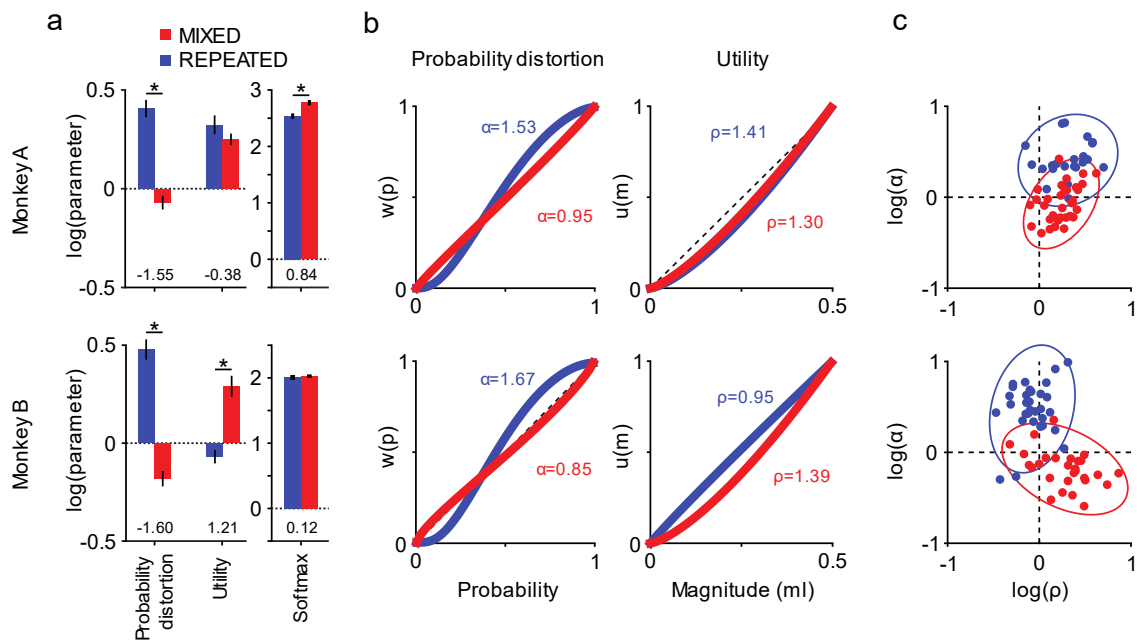 a
b
c
MIXED
REPEATED
Probability distortion
Utility
Monkey A
log(parameter)
0.5
0
-0.5
*
-1.55
-0.38
3
2
1
0
*
0.84
w(p)
1
0
α=1.53
α=0.95
0
1
u(m)
1
0
ρ=1.41
ρ=1.30
0
0.5
log(α)
1
0
-1
-1
0
1
Monkey B
log(parameter)
0.5
0
-0.5
*
*
-1.60
1.21
2
1
0
0.12
Probability
distortion
Utility
Softmax
w(p)
1
0
α=1.67
α=0.85
0
1
Probability
u(m)
1
0
ρ=0.95
ρ=1.39
0
0.5
Magnitude (ml)
log(α)
1
0
-1
-1
0
1
log(ρ)